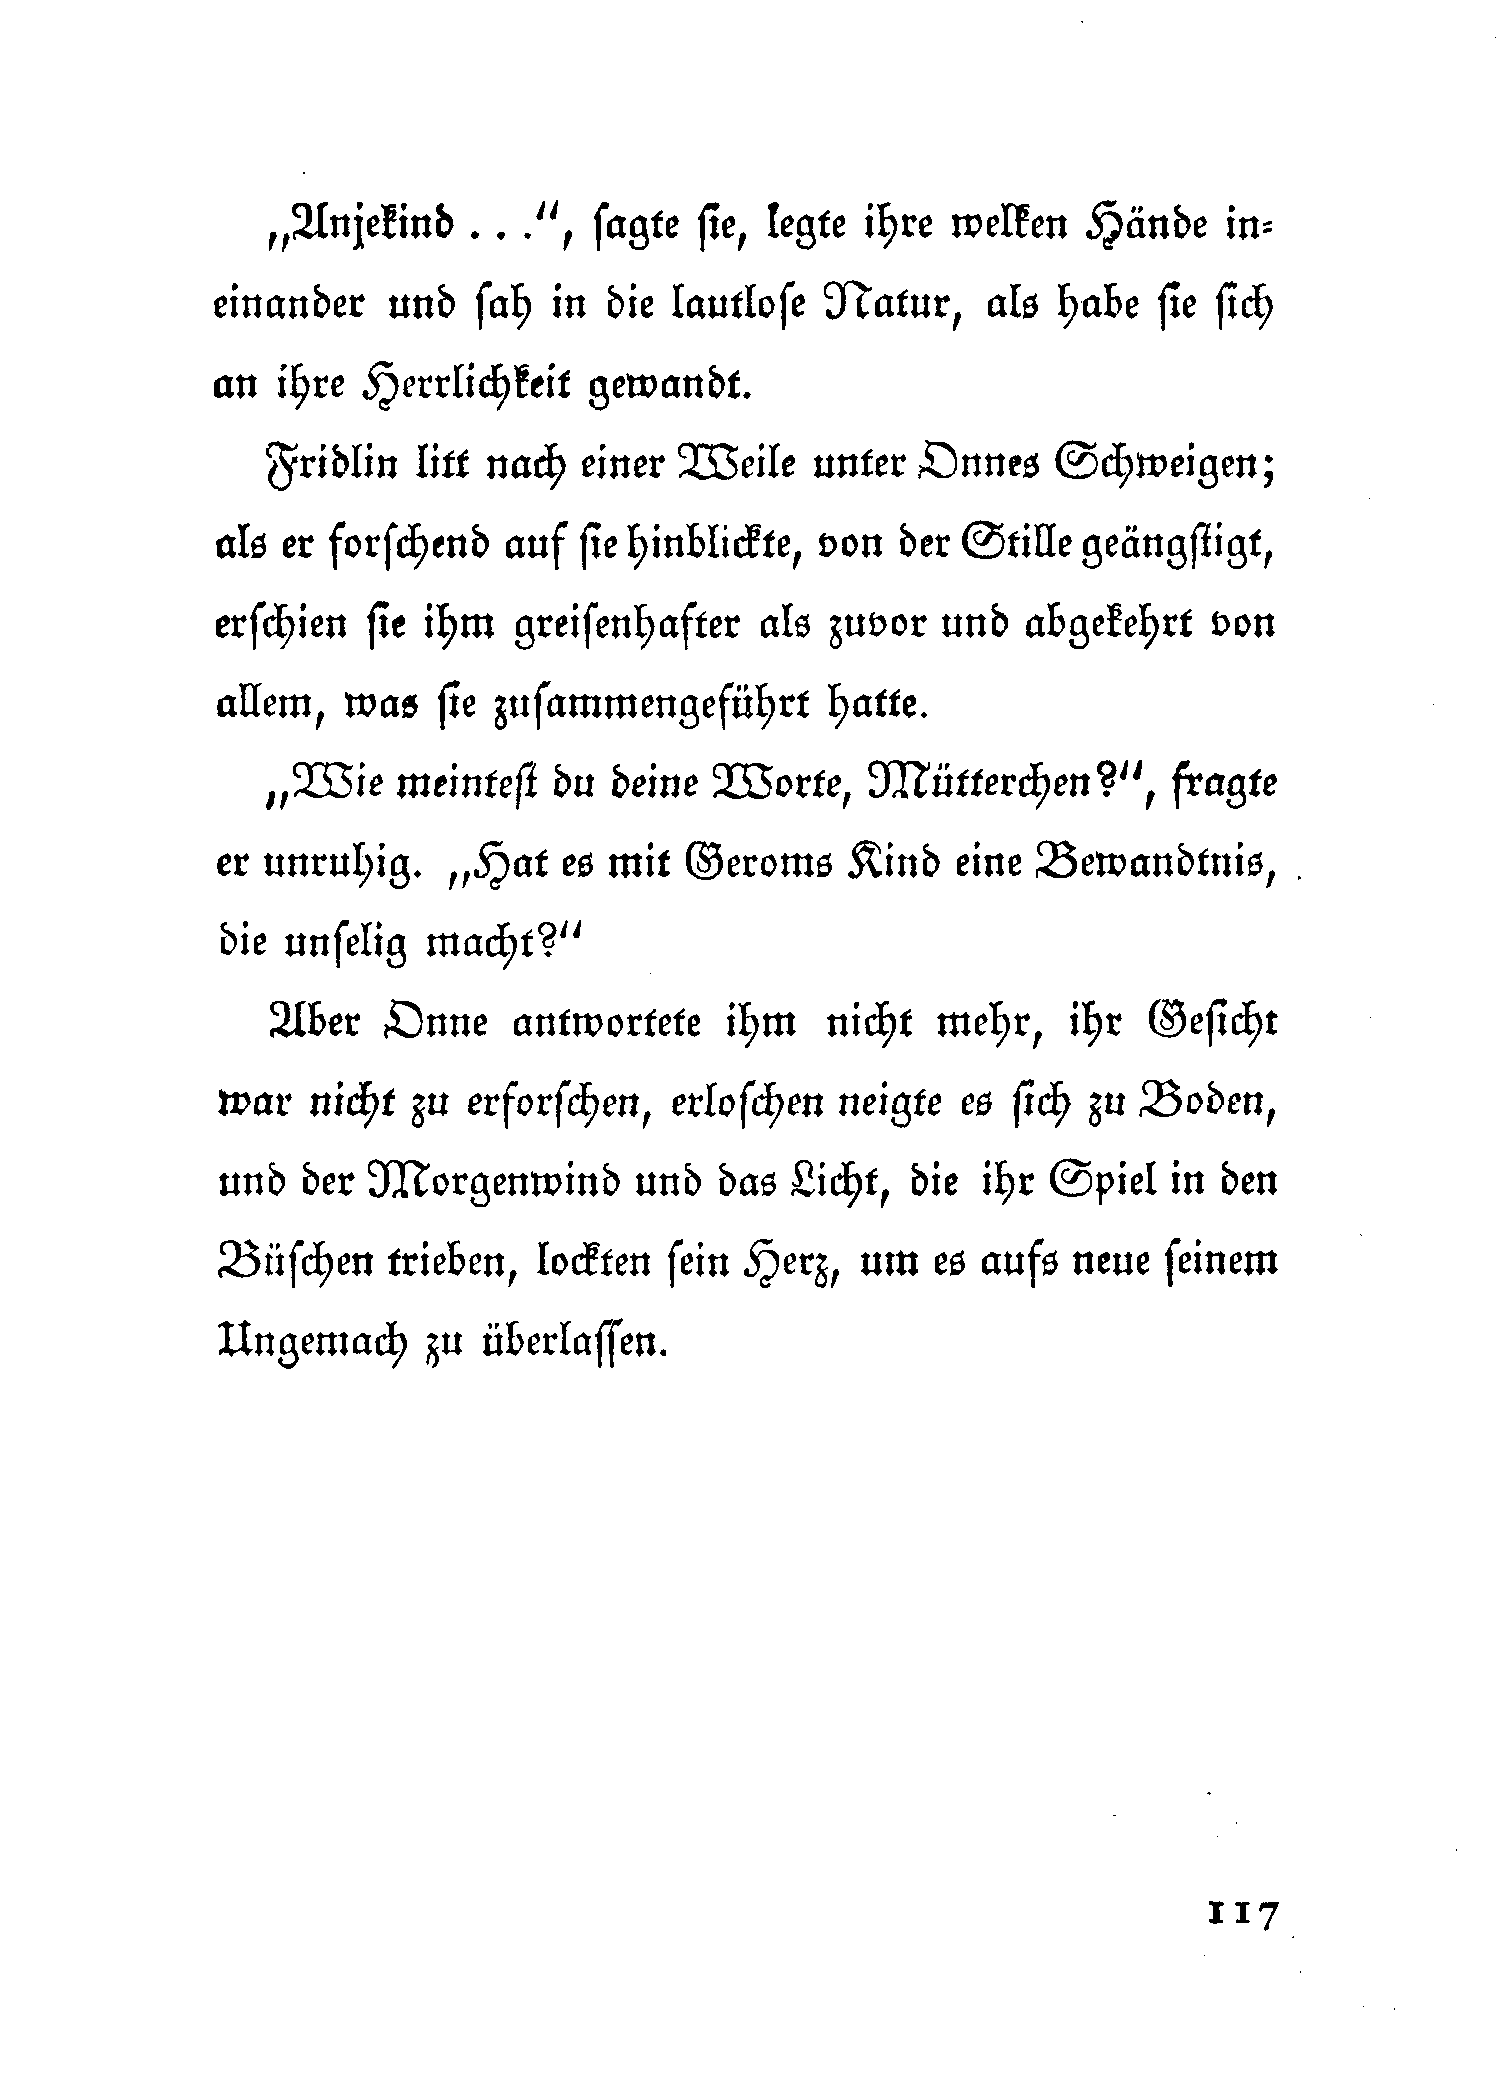 „Anjekind . . .“, ſagte ſie, legte ihre welken Hände in⸗
einander und ſah in die lautloſe Natur, als habe ſie ſich
an ihre Herrlichkeit gewandt.
Fridlin litt nach einer Weile unter Onnes Schweigen;
als er forſchend auf ſie hinblickte, von der Stille geängſtigt,
erſchien ſie ihm greiſenhafter als zuvor und abgekehrt von
allem, was ſie zuſammengeführt hatte.
„Wie meinteſt du deine Worte, Mütterchen?“, fragte
er unruhig. „Hat es mit Geroms Kind eine Bewandtnis,
die unſelig macht?“
Aber Onne antwortete ihm nicht mehr, ihr Geſicht
war nicht zu erforſchen, erloſchen neigte es ſich zu Boden,
und der Morgenwind und das Licht, die ihr Spiel in den
Büſchen trieben, lockten ſein Herz, um es aufs neue ſeinem
Ungemach zu überlaſſen.
117